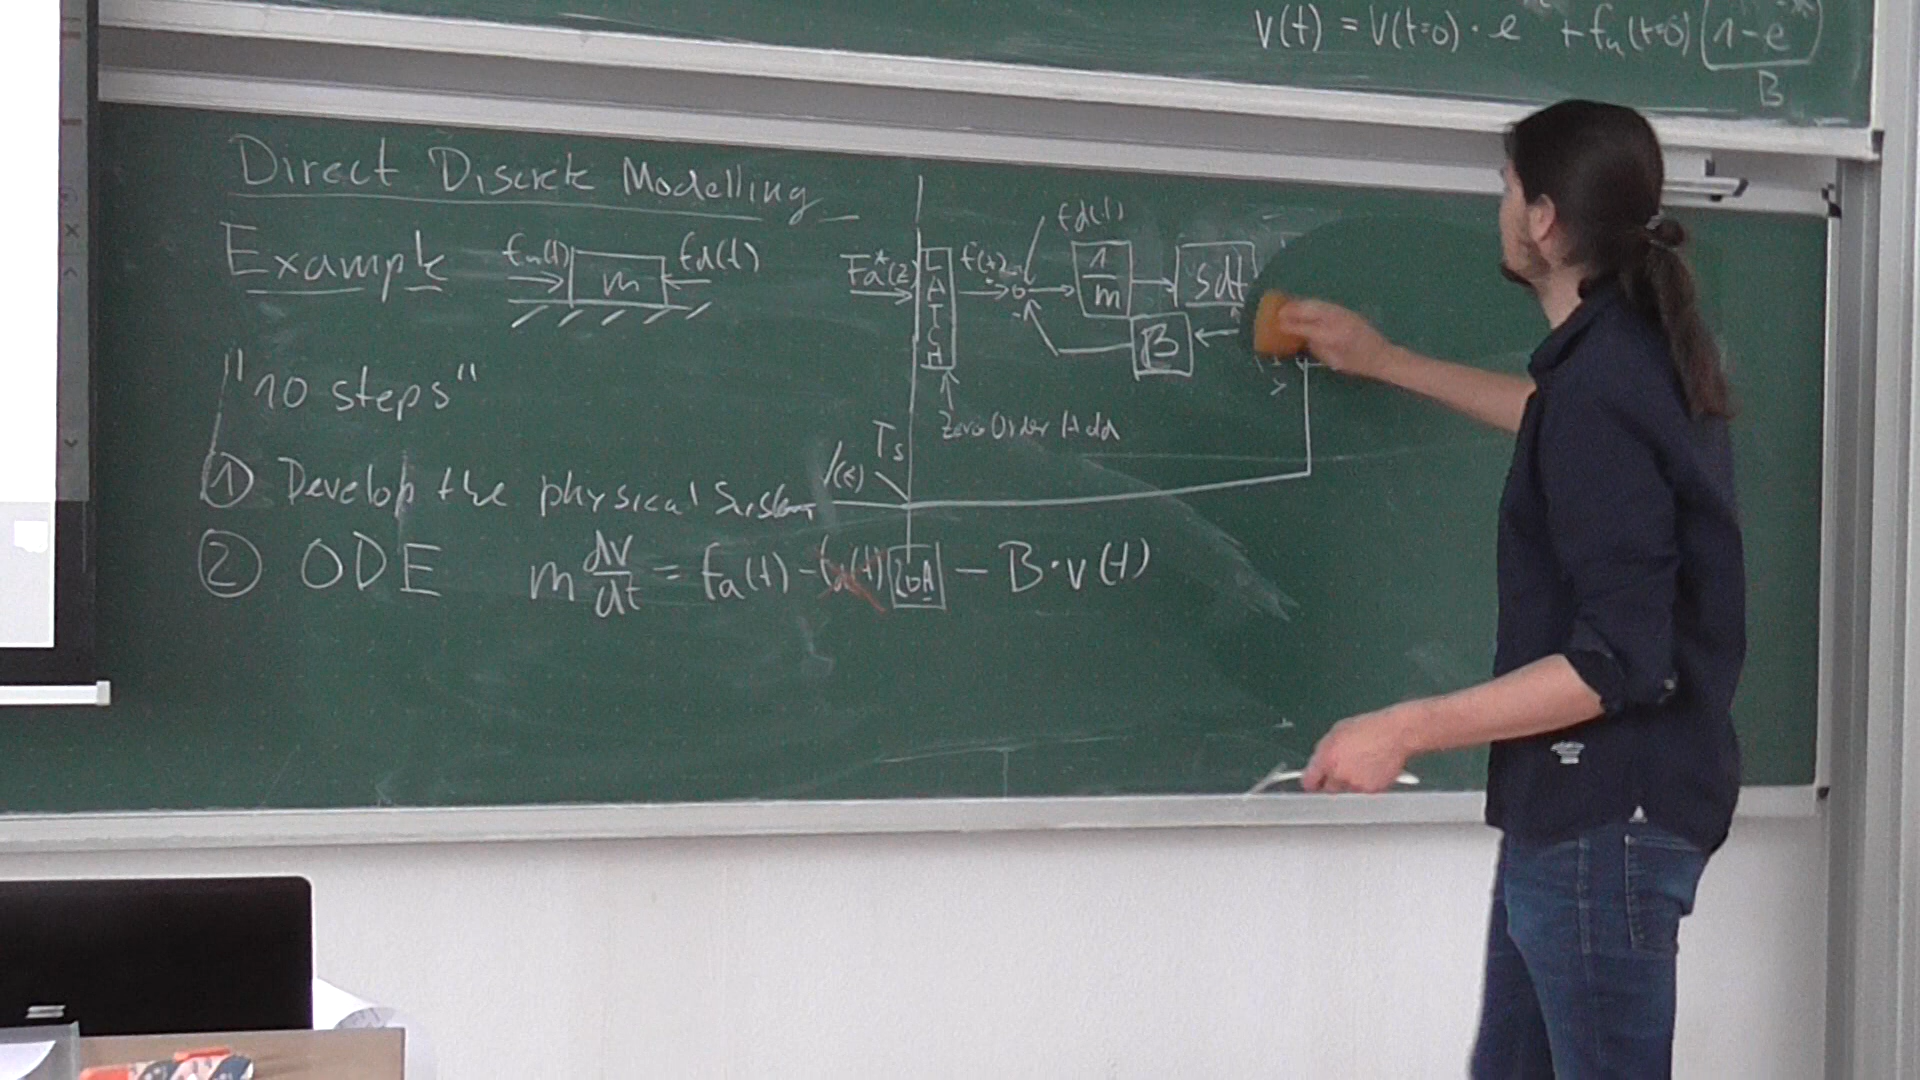 v(t) = v(t=0) · e + fa(t=0) (1-e
B
Direct Discrete Modelling
Example fa(t) m fd(t)
Fa*(z) LATCH f(t) fd(t) 1/m ∫dt
B
"10 steps"
Zero Order Hold
Ts
① Develop the physical System
② ODE m dv/dt = fa(t) - fd(t) - B·v(t)